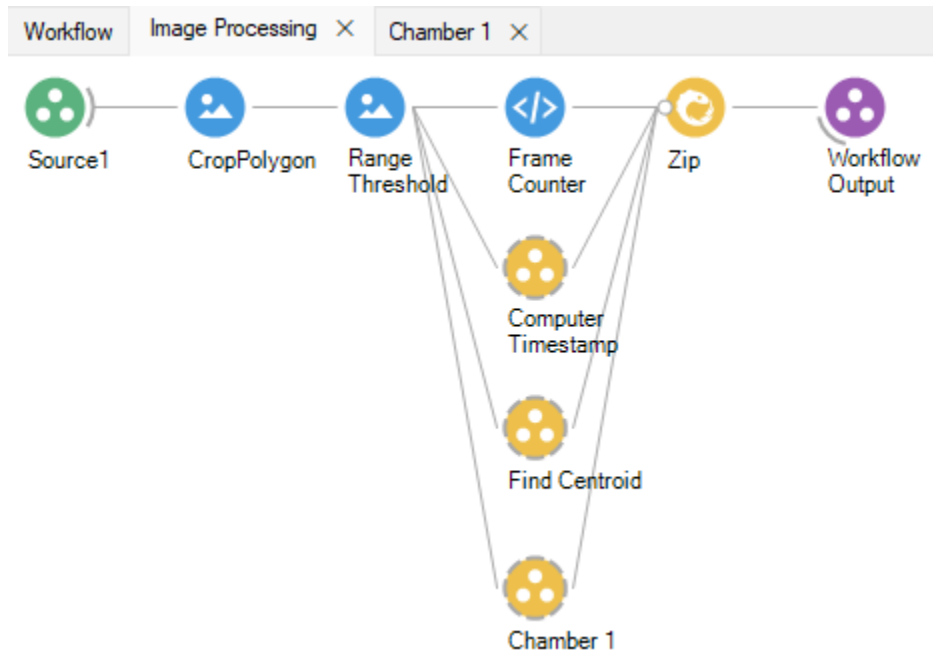 Workflow
Image Processing
Chamber 1
Source1
CropPolygon
Range
Threshold
Frame
Counter
Zip
Workflow
Output
Computer
Timestamp
Find Centroid
Chamber 1